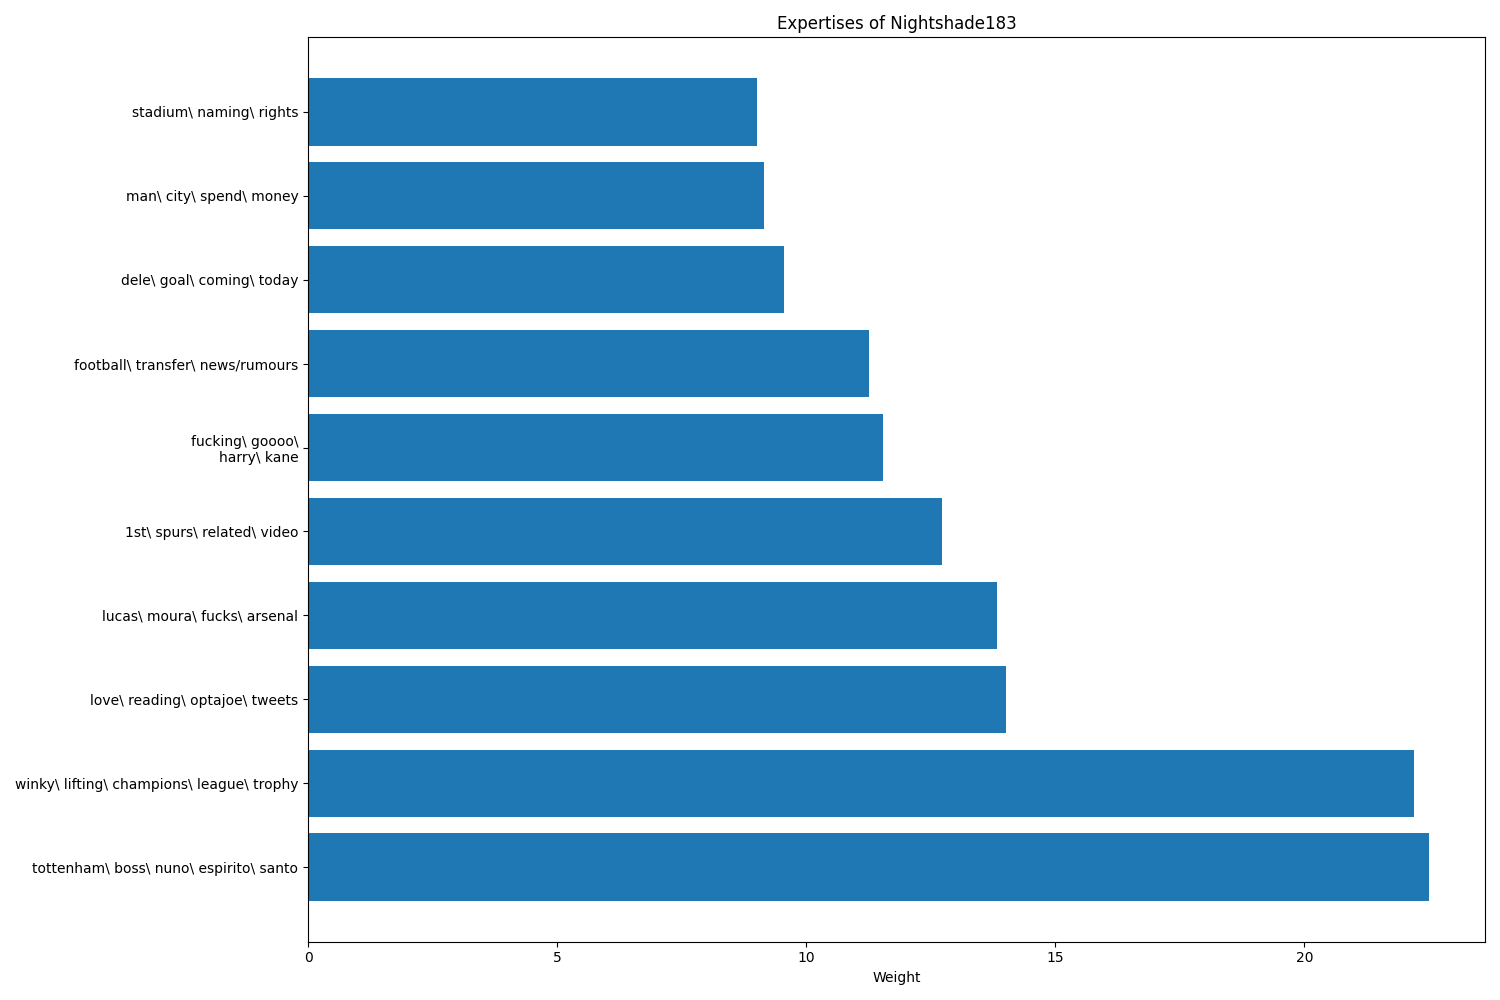 Expertises of Nightshade183
stadium\ naming\ rights
man\ city\ spend\ money
dele\ goal\ coming\ today
football\ transfer\ news/rumours
fucking\ goooo\
harry\ kane
1st\ spurs\ related\ video
lucas\ moura\ fucks\ arsenal
love\ reading\ optajoe\ tweets
winky\ lifting\ champions\ league\ trophy
tottenham\ boss\ nuno\ espirito\ santo
0 5 10 15 20
Weight